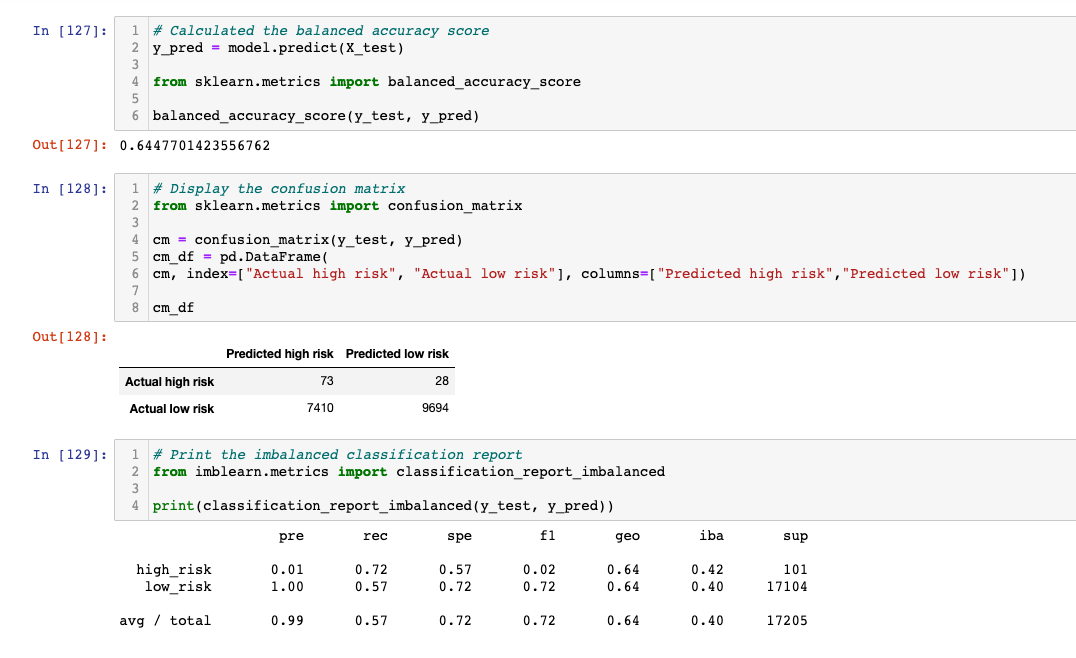 In [127]:
1 # Calculated the balanced accuracy score
2 y_pred = model.predict(X_test)
3
4 from sklearn.metrics import balanced_accuracy_score
5
6 balanced_accuracy_score(y_test, y_pred)
Out[127]: 0.6447701423556762
In [128]:
1 # Display the confusion matrix
2 from sklearn.metrics import confusion_matrix
3
4 cm = confusion_matrix(y_test, y_pred)
5 cm_df = pd.DataFrame(
6 cm, index=["Actual high risk", "Actual low risk"], columns=["Predicted high risk","Predicted low risk"])
7
8 cm_df
Out[128]:
Predicted high risk Predicted low risk
Actual high risk 73 28
Actual low risk 7410 9694
In [129]:
1 # Print the imbalanced classification report
2 from imblearn.metrics import classification_report_imbalanced
3
4 print(classification_report_imbalanced(y_test, y_pred))
pre rec spe f1 geo iba sup
high_risk 0.01 0.72 0.57 0.02 0.64 0.42 101
low_risk 1.00 0.57 0.72 0.72 0.64 0.40 17104
avg / total 0.99 0.57 0.72 0.72 0.64 0.40 17205